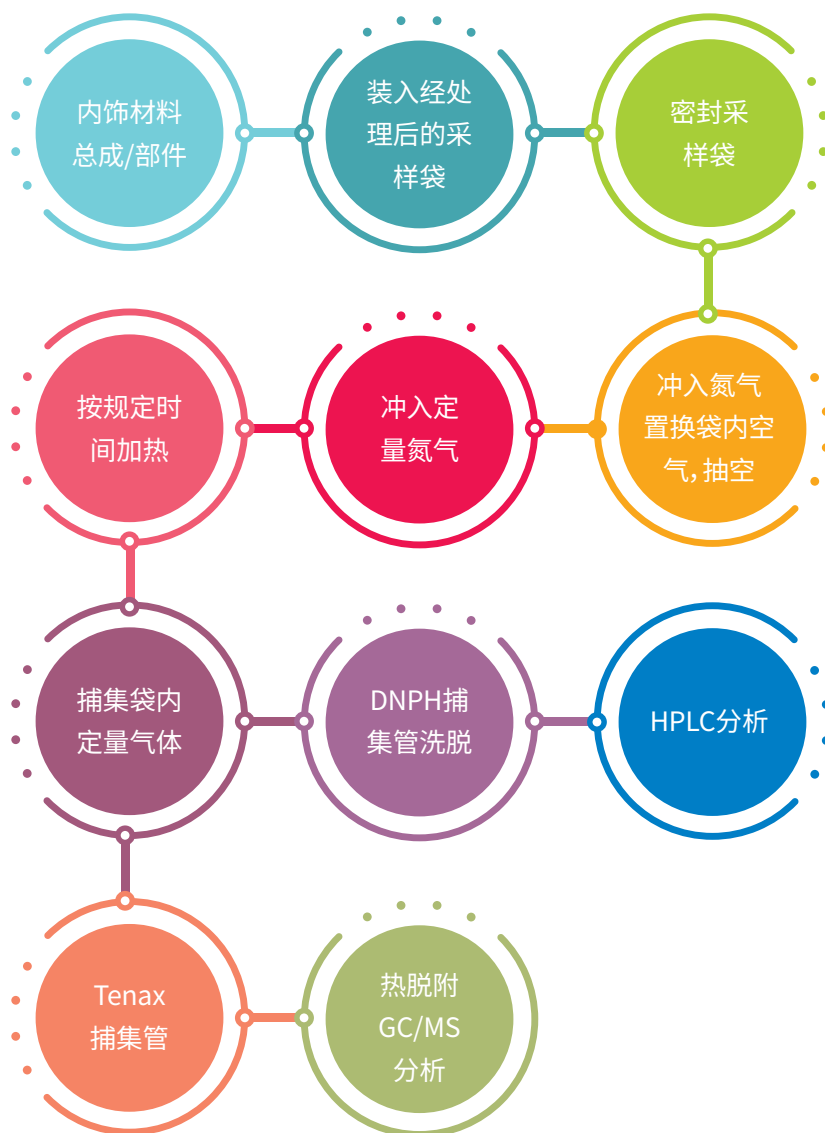 内饰材料
总成/部件
装入经处
理后的采
样袋
密封采
样袋
按规定时
间加热
冲入定
量氮气
冲入氮气
置换袋内空
气，抽空
捕集袋内
定量气体
DNPH捕
集管洗脱
HPLC分析
Tenax
捕集管
热脱附
GC/MS
分析